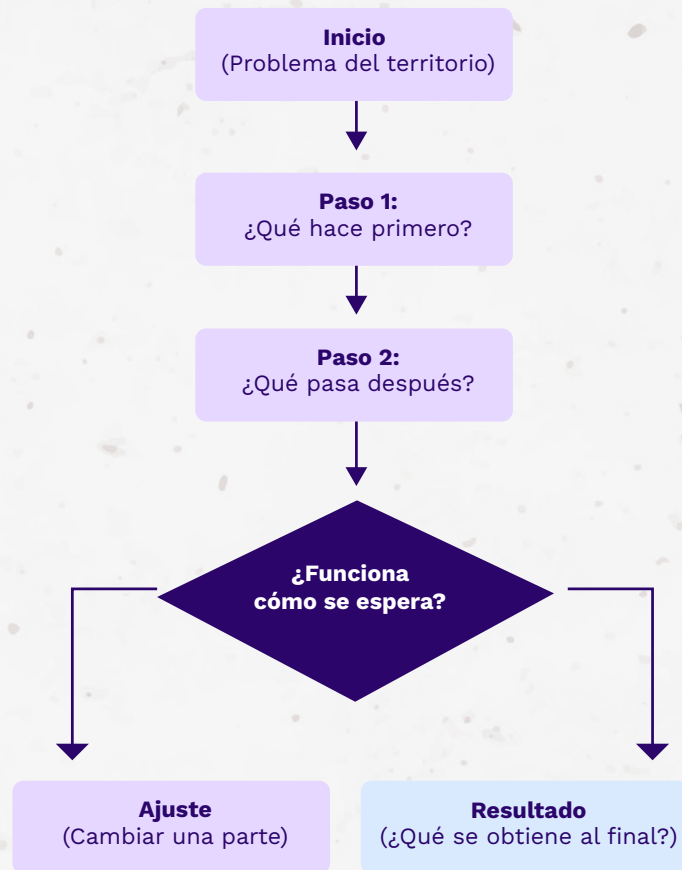 Inicio
(Problema del territorio)
Paso 1:
¿Qué hace primero?
Paso 2:
¿Qué pasa después?
¿Funciona
cómo se espera?
Ajuste
(Cambiar una parte)
Resultado
(¿Qué se obtiene al final?)